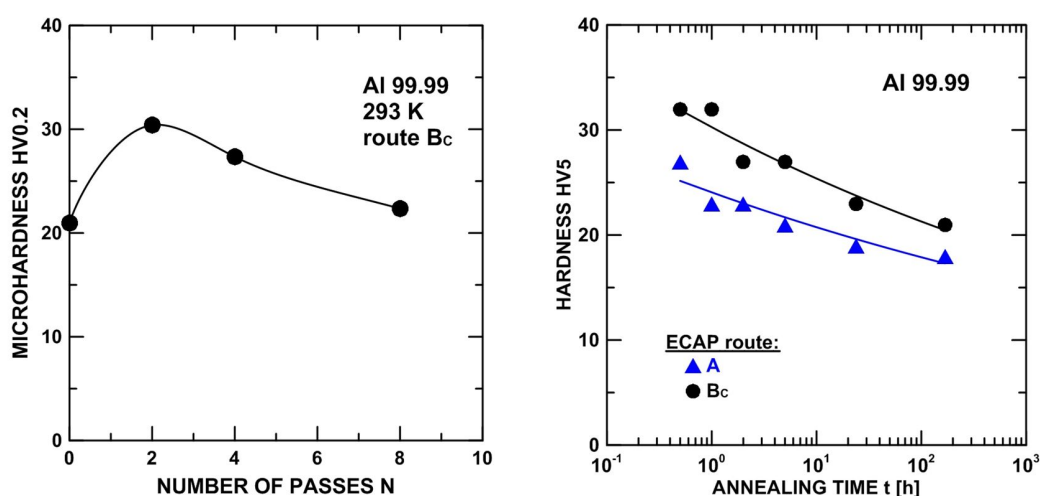 40
30
20
10
0
0
2
4
6
8
10
MICROHARDNESS HV0.2
NUMBER OF PASSES N
Al 99.99
293 K
route Bc
40
30
20
10
0
10⁻¹
10⁰
10¹
10²
10³
HARDNESS HV5
ANNEALING TIME t [h]
Al 99.99
ECAP route:
A
Bc